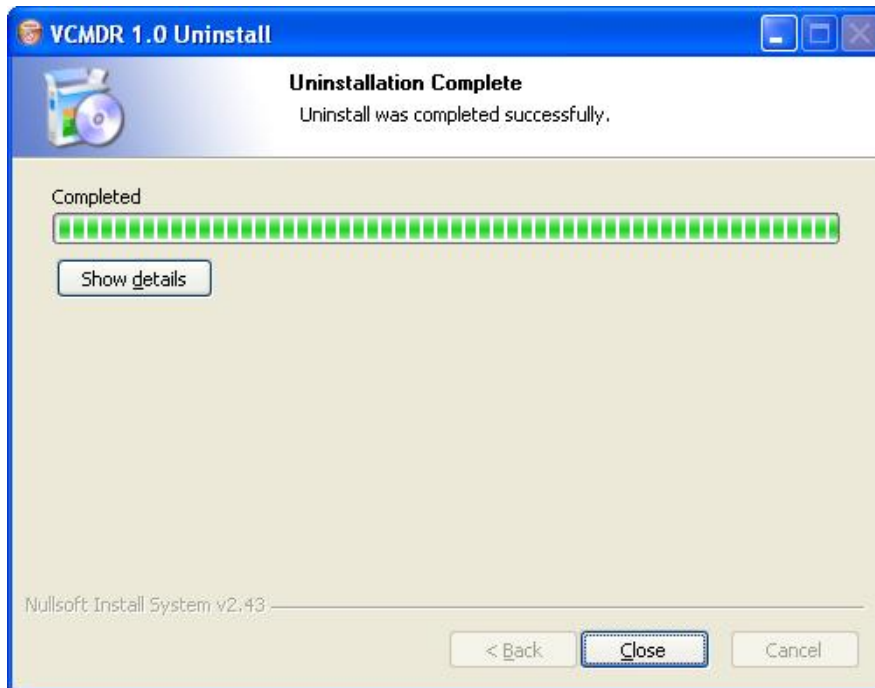 VCMDR 1.0 Uninstall
Uninstallation Complete
Uninstall was completed successfully.
Completed
Show details
Nullsoft Install System v2.43
< Back
Close
Cancel